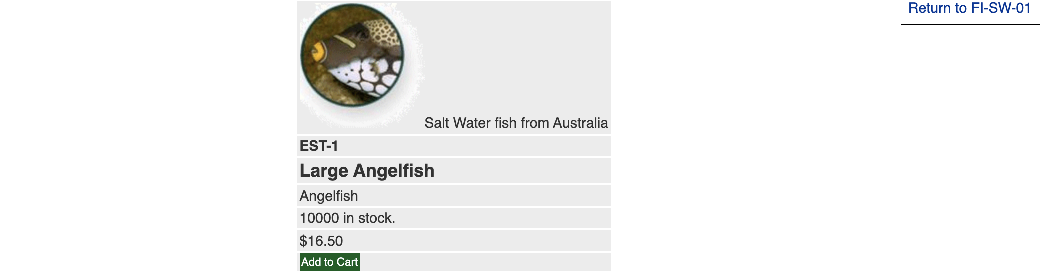 Return to FI-SW-01
Salt Water fish from Australia
EST-1
Large Angelfish
Angelfish
10000 in stock.
$16.50
Add to Cart